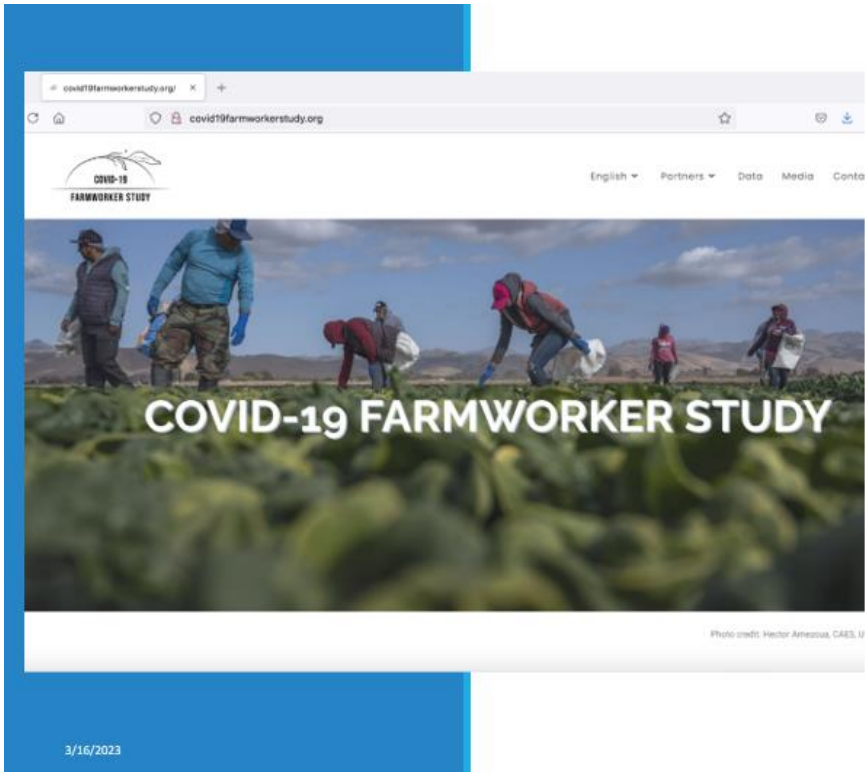 covid19farmworkerstudy.org/
covid19farmworkerstudy.org
COVID-19
FARMWORKER STUDY
English
Partners
Data
Media
Conta
COVID-19 FARMWORKER STUDY
Photo credit: Hector Amezcua, CAES, U
3/16/2023